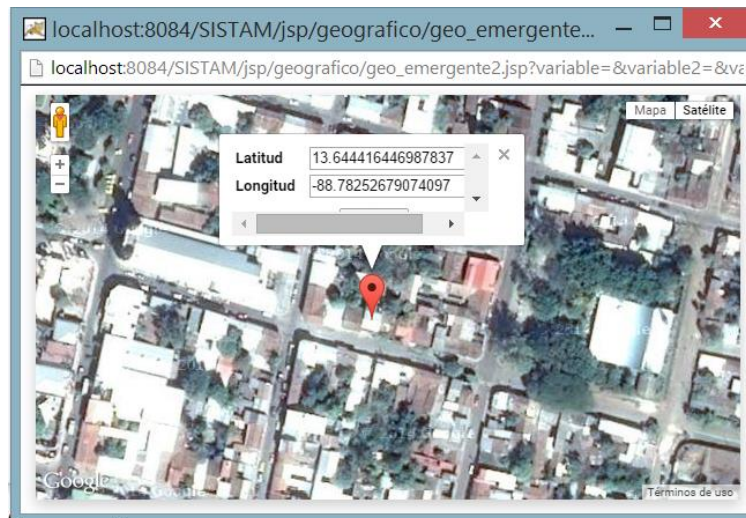 localhost:8084/SISTAM/jsp/geografico/geo_emergente...
localhost:8084/SISTAM/jsp/geografico/geo_emergente2.jsp?variable=&variable2=&va
Mapa Satélite
Latitud 13.644416446987837
Longitud -88.78252679074097
Google
Google
Términos de uso